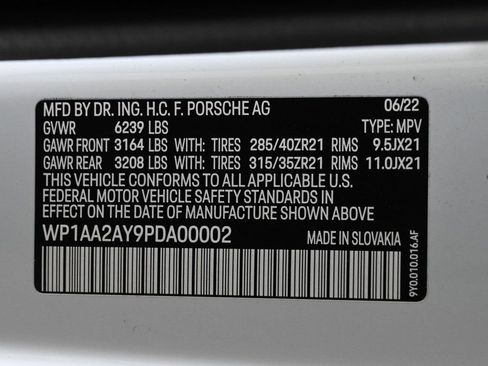 MFD BY DR. ING. H.C. F. PORSCHE AG 06/22
GVWR 6239 LBS TYPE: MPV
GAWR FRONT 3164 LBS WITH: TIRES 285/40ZR21 RIMS 9.5JX21
GAWR REAR 3208 LBS WITH: TIRES 315/35ZR21 RIMS 11.0JX21
THIS VEHICLE CONFORMS TO ALL APPLICABLE U.S.
FEDERAL MOTOR VEHICLE SAFETY STANDARDS IN
EFFECT ON THE DATE OF MANUFACTURE SHOWN ABOVE.
WP1AA2AY9PDA00002 MADE IN SLOVAKIA
9Y0.010.016.AF